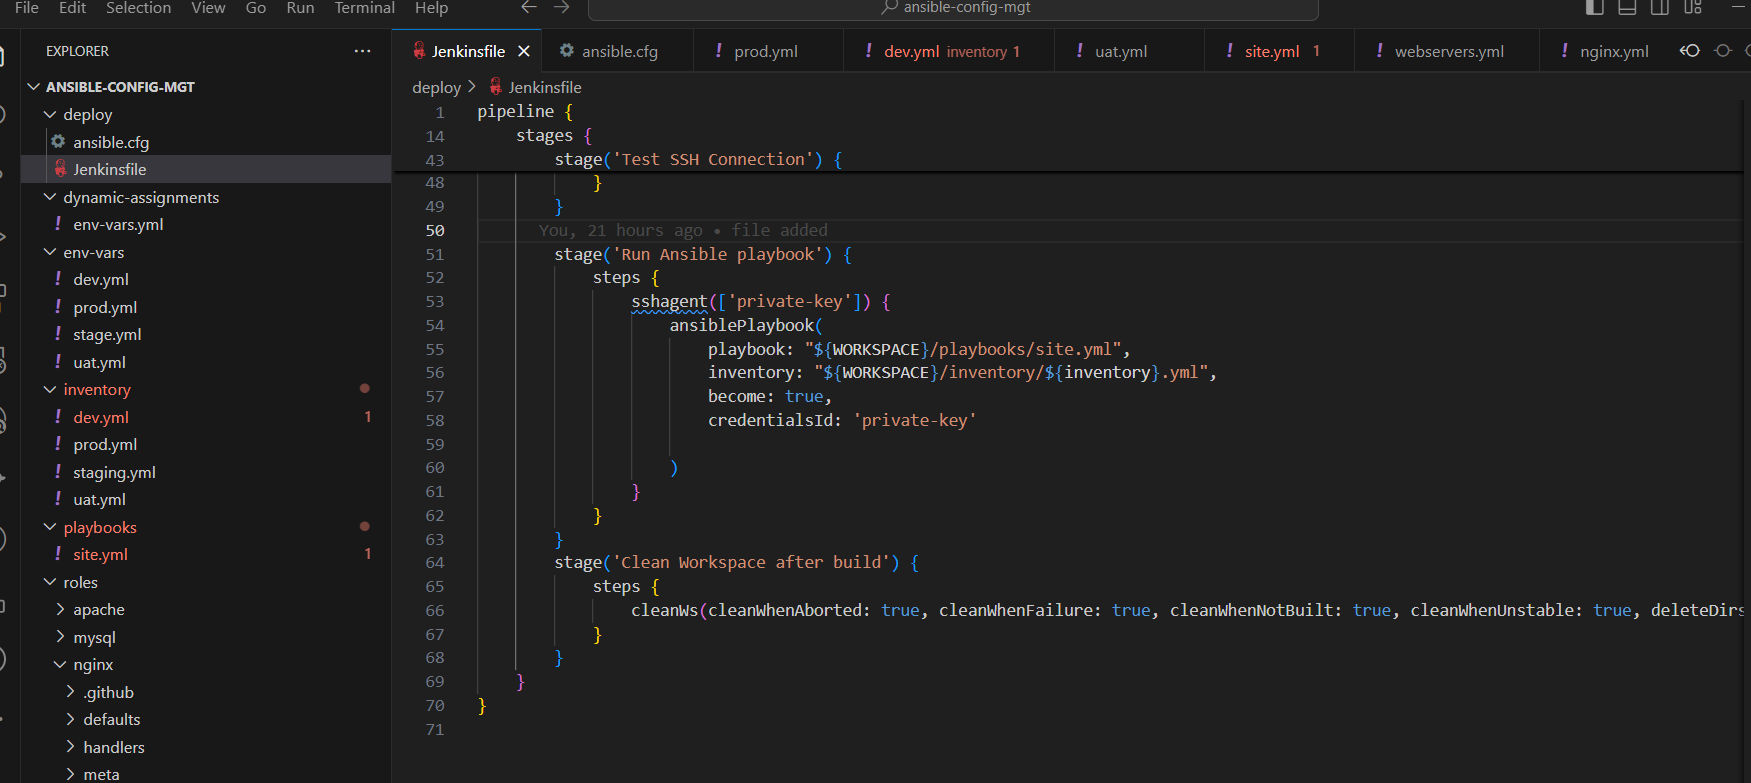 File Edit Selection View Go Run Terminal Help ansible-config-mgt
EXPLORER
ANSIBLE-CONFIG-MGT
deploy
ansible.cfg
Jenkinsfile
dynamic-assignments
! env-vars.yml
env-vars
! dev.yml
! prod.yml
! stage.yml
! uat.yml
inventory
! dev.yml 1
! prod.yml
! staging.yml
! uat.yml
playbooks
! site.yml 1
roles
apache
mysql
nginx
.github
defaults
handlers
meta
Jenkinsfile ansible.cfg ! prod.yml ! dev.yml inventory 1 ! uat.yml ! site.yml 1 ! webservers.yml ! nginx.yml
deploy > Jenkinsfile
1 pipeline {
14 stages {
43 stage('Test SSH Connection') {
48 }
49 }
50 You, 21 hours ago • file added
51 stage('Run Ansible playbook') {
52 steps {
53 sshagent(['private-key']) {
54 ansiblePlaybook(
55 playbook: "${WORKSPACE}/playbooks/site.yml",
56 inventory: "${WORKSPACE}/inventory/${inventory}.yml",
57 become: true,
58 credentialsId: 'private-key'
59
60 )
61 }
62 }
63 }
64 stage('Clean Workspace after build') {
65 steps {
66 cleanWs(cleanWhenAborted: true, cleanWhenFailure: true, cleanWhenNotBuilt: true, cleanWhenUnstable: true, deleteDirs
67 }
68 }
69 }
70 }
71